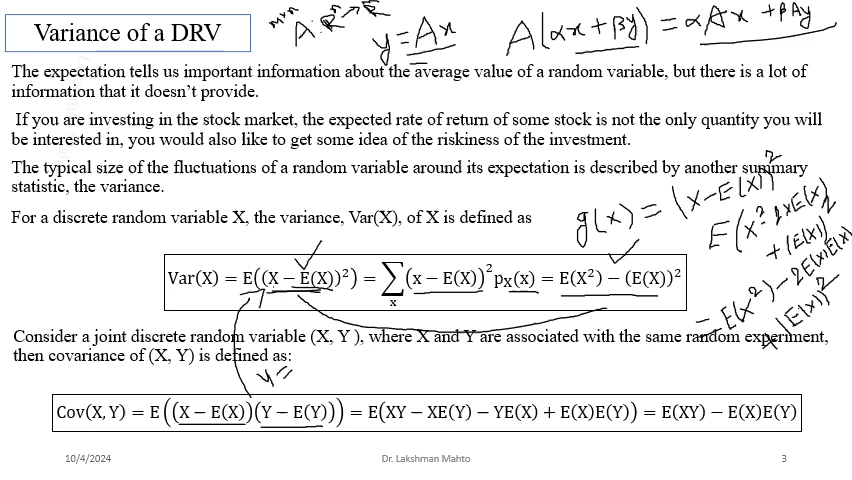 Variance of a DRV
m×n
A: Rⁿ → R
y = Ax
A(αx + βy) = αAx + βAy
The expectation tells us important information about the average value of a random variable, but there is a lot of
information that it doesn’t provide.
If you are investing in the stock market, the expected rate of return of some stock is not the only quantity you will
be interested in, you would also like to get some idea of the riskiness of the investment.
The typical size of the fluctuations of a random variable around its expectation is described by another summary
statistic, the variance.
For a discrete random variable X, the variance, Var(X), of X is defined as
g(x) = (x-E(x))²
E(x² - 2xE(x)
+ (E(x))²
= E(x²) - 2E(x)E(x)
+ (E(x))²
Var(X) = E((X − E(X))²) = ∑ₓ (x − E(X))² pₓ(x) = E(X²) − (E(X))²
Consider a joint discrete random variable (X, Y ), where X and Y are associated with the same random experiment,
then covariance of (X, Y) is defined as:
y =
Cov(X, Y) = E((X − E(X))(Y − E(Y))) = E(XY − XE(Y) − YE(X) + E(X)E(Y)) = E(XY) − E(X)E(Y)
10/4/2024
Dr. Lakshman Mahto
3